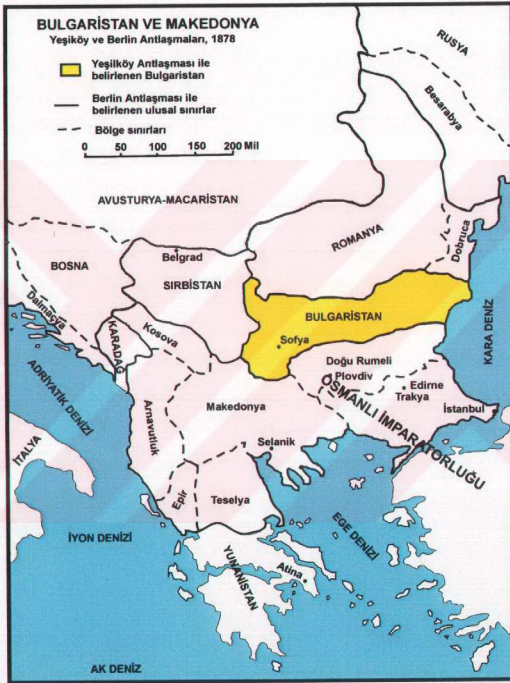 BULGARİSTAN VE MAKEDONYA
Yeşiköy ve Berlin Antlaşmaları, 1878
Yeşilköy Antlaşması ile
belirlenen Bulgaristan
Berlin Antlaşması ile
belirlenen ulusal sınırlar
Bölge sınırları
0 50 100 200 Mil
RUSYA
Besarabya
AVUSTURYA-MACARİSTAN
ROMANYA
Dobruca
BOSNA
Belgrad
SIRBİSTAN
Dalmaçya
BULGARİSTAN
KARA DENİZ
KARADAĞ
Kosova
Sofya
ADRİYATİK DENİZİ
Doğu Rumeli
Plovdiv
Edirne
Trakya
İstanbul
OSMANLI İMPARATORLUĞU
Makedonya
Arnavutluk
Selanik
İTALYA
Epir
Teselya
İYON DENİZİ
EGE DENİZİ
YUNANİSTAN
Atina
AK DENİZ